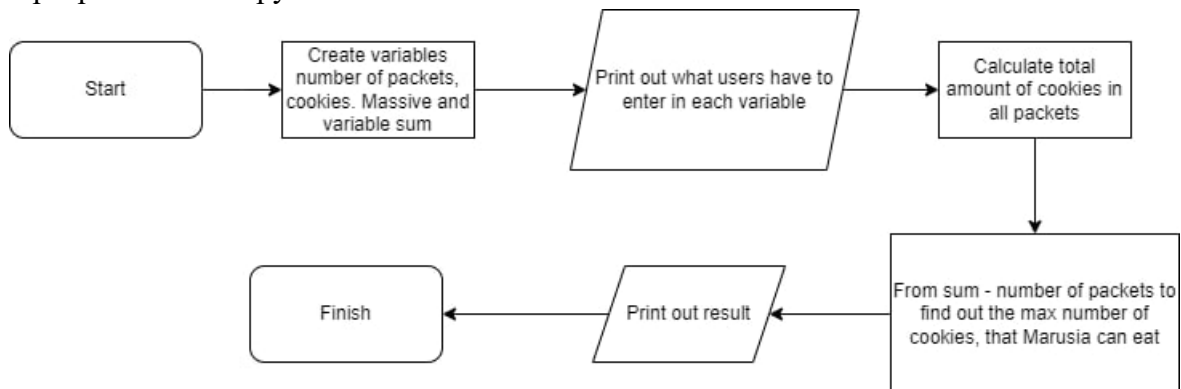 Start
Create variables
number of packets,
cookies. Massive and
variable sum
Print out what users have to
enter in each variable
Calculate total
amount of cookies in
all packets
From sum - number of packets to
find out the max number of
cookies, that Marusia can eat
Print out result
Finish